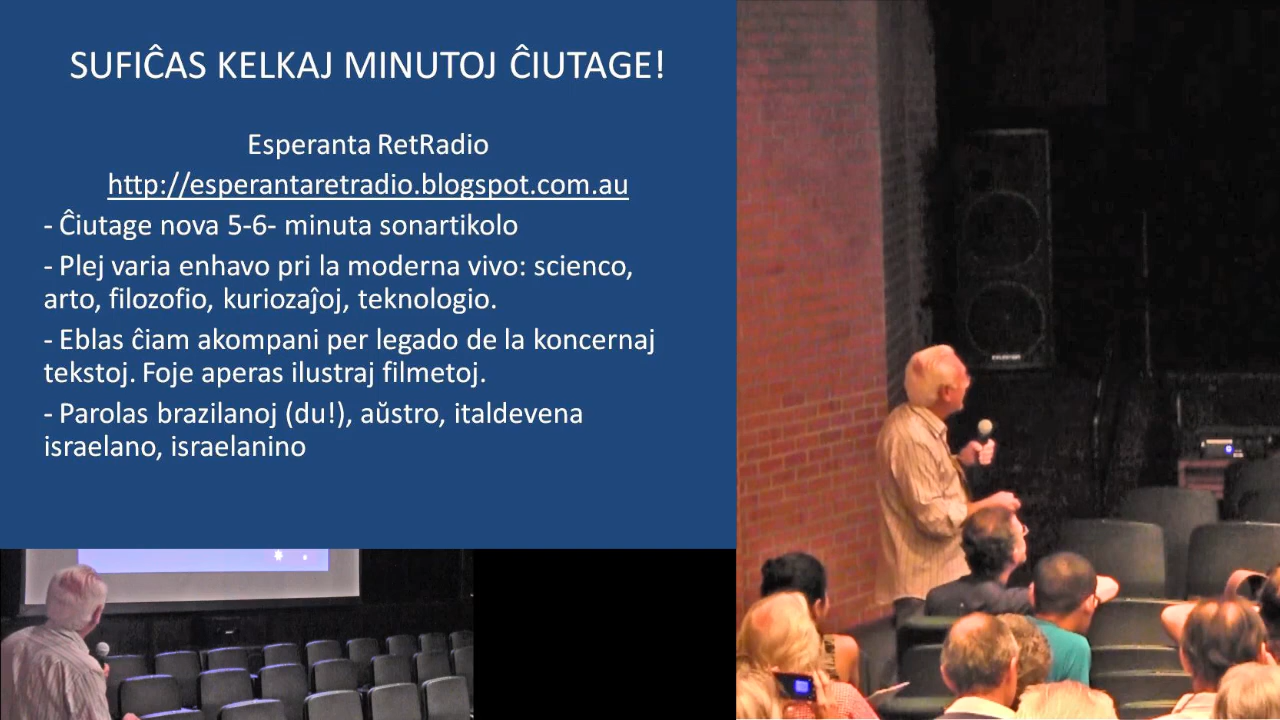 SUFIĈAS KELKAJ MINUTOJ ĈIUTAGE!
Esperanta RetRadio
http://esperantaretradio.blogspot.com.au
- Ĉiutage nova 5-6- minuta sonartikolo
- Plej varia enhavo pri la moderna vivo: scienco,
arto, filozofio, kuriozaĵoj, teknologio.
- Eblas ĉiam akompani per legado de la koncernaj
tekstoj. Foje aperas ilustraj filmetoj.
- Parolas brazilanoj (du!), aŭstro, italdevena
israelano, israelanino